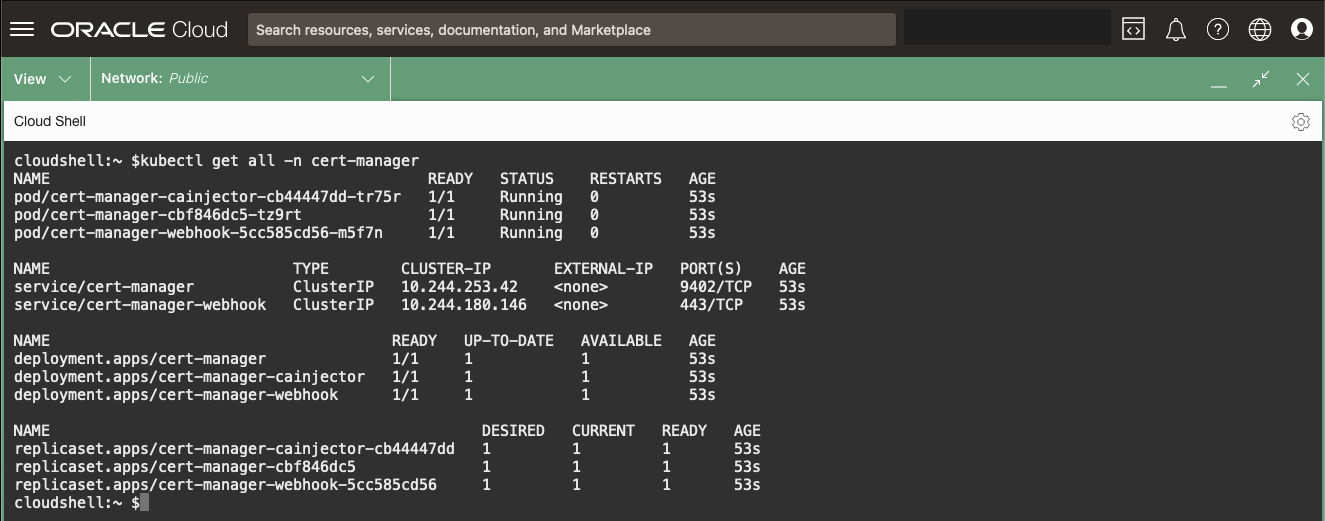 ORACLE Cloud
Search resources, services, documentation, and Marketplace
View
Network: Public
Cloud Shell
cloudshell:~ $kubectl get all -n cert-manager
NAME READY STATUS RESTARTS AGE
pod/cert-manager-cainjector-cb44447dd-tr75r 1/1 Running 0 53s
pod/cert-manager-cbf846dc5-tz9rt 1/1 Running 0 53s
pod/cert-manager-webhook-5cc585cd56-m5f7n 1/1 Running 0 53s
NAME TYPE CLUSTER-IP EXTERNAL-IP PORT(S) AGE
service/cert-manager ClusterIP 10.244.253.42 <none> 9402/TCP 53s
service/cert-manager-webhook ClusterIP 10.244.180.146 <none> 443/TCP 53s
NAME READY UP-TO-DATE AVAILABLE AGE
deployment.apps/cert-manager 1/1 1 1 53s
deployment.apps/cert-manager-cainjector 1/1 1 1 53s
deployment.apps/cert-manager-webhook 1/1 1 1 53s
NAME DESIRED CURRENT READY AGE
replicaset.apps/cert-manager-cainjector-cb44447dd 1 1 1 53s
replicaset.apps/cert-manager-cbf846dc5 1 1 1 53s
replicaset.apps/cert-manager-webhook-5cc585cd56 1 1 1 53s
cloudshell:~ $